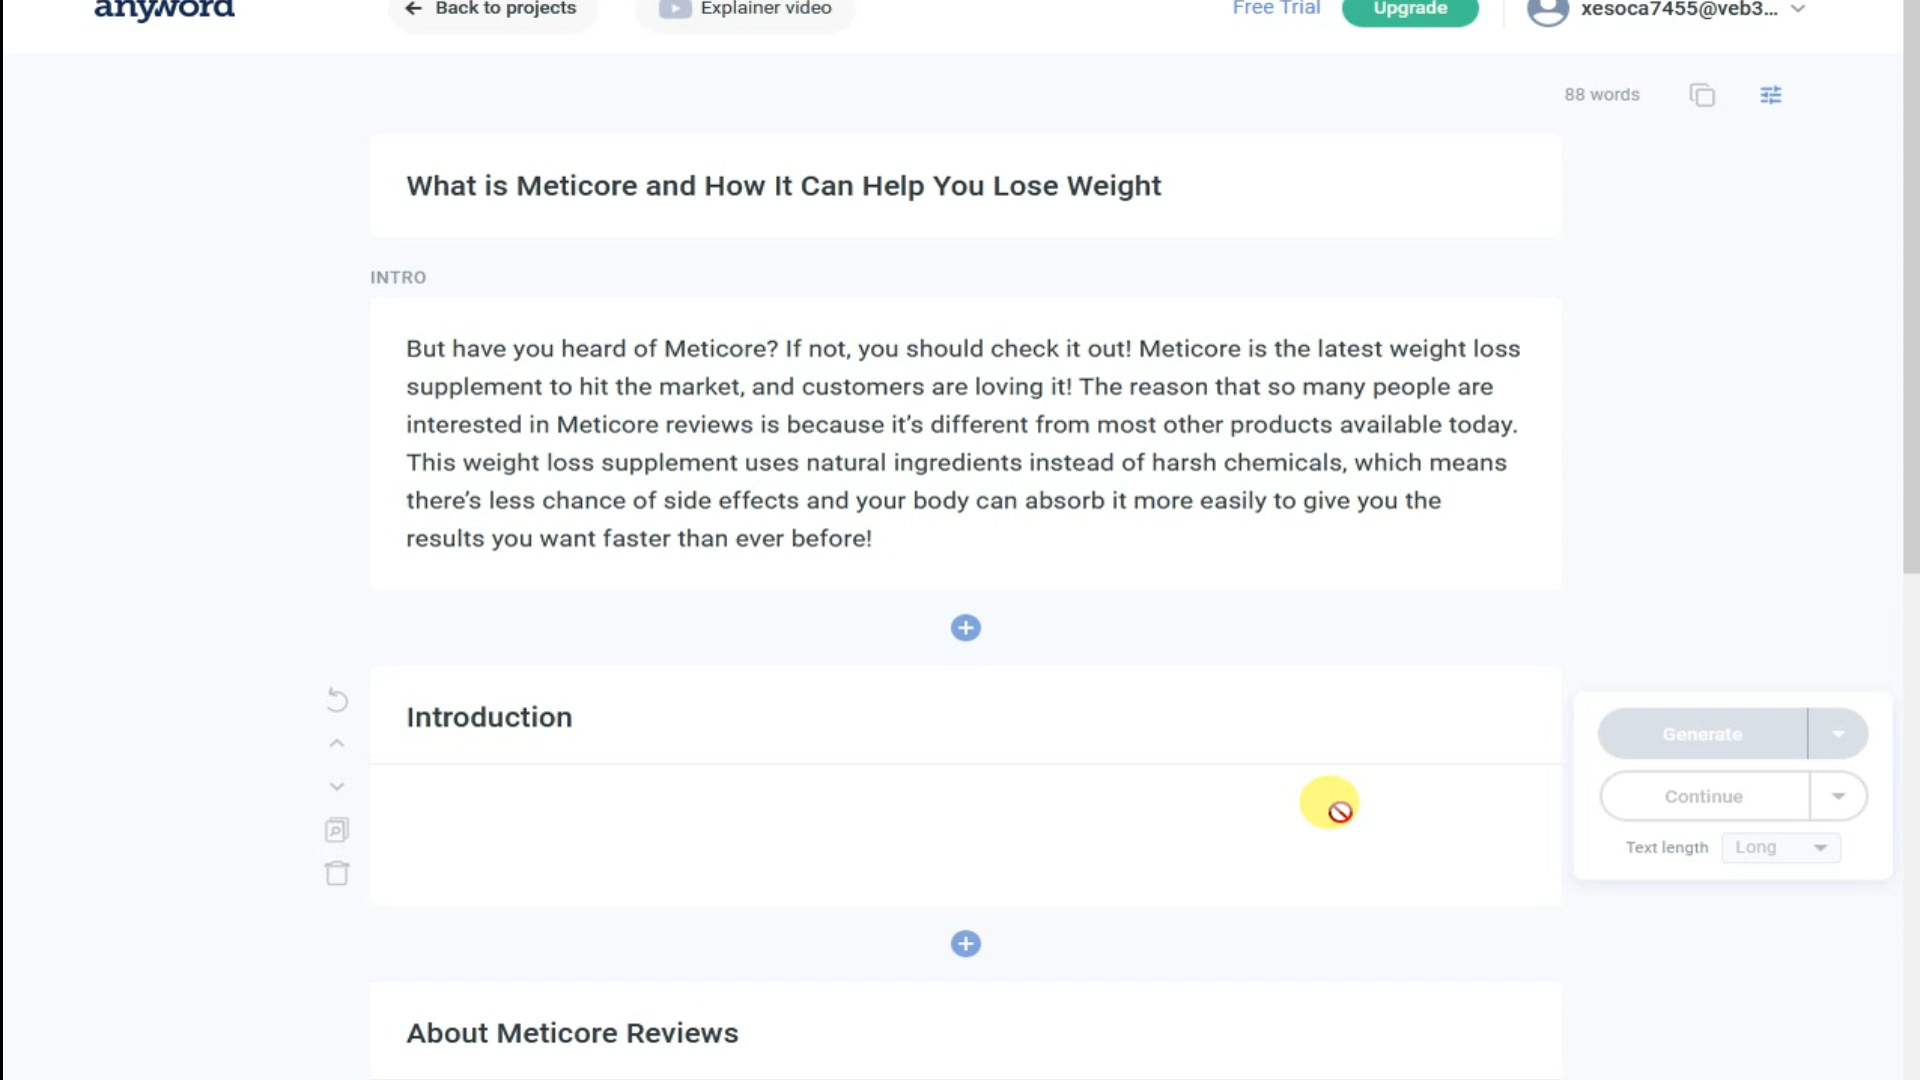 anyword
Back to projects
Explainer video
Free Trial
Upgrade
xesoca7455@veb3...
88 words
What is Meticore and How It Can Help You Lose Weight
INTRO
But have you heard of Meticore? If not, you should check it out! Meticore is the latest weight loss
supplement to hit the market, and customers are loving it! The reason that so many people are
interested in Meticore reviews is because it’s different from most other products available today.
This weight loss supplement uses natural ingredients instead of harsh chemicals, which means
there’s less chance of side effects and your body can absorb it more easily to give you the
results you want faster than ever before!
Introduction
Generate
Continue
Text length Long
About Meticore Reviews